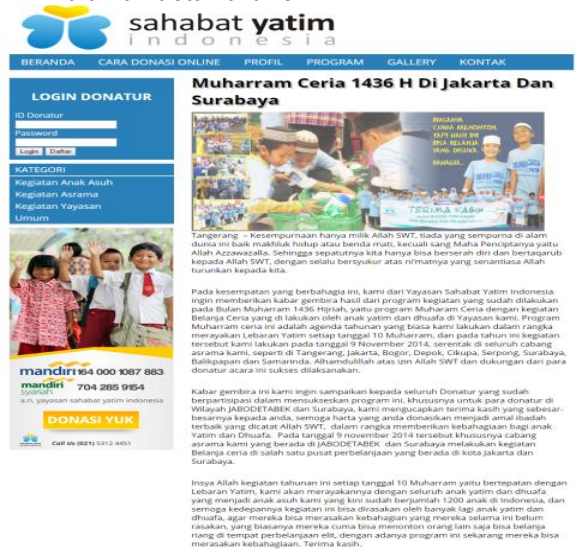 sahabat yatim
indonesia
BERANDA CARA DONASI ONLINE PROFIL PROGRAM GALLERY KONTAK
LOGIN DONATUR
ID Donatur
Password
Login Daftar
KATEGORI
Kegiatan Anak Asuh
Kegiatan Asrama
Kegiatan Yayasan
Umum
mandiri 164 000 1087 883
mandiri syariah 704 285 9154
a.n. yayasan sahabat yatim indonesia
DONASI YUK
Call Us (021) 5312 4451
Muharram Ceria 1436 H Di Jakarta Dan
Surabaya
BIASANYA
CUMA MENONTON,
TAPI HARI INI
BISA BELANJA
YANG DISUKA.
BAHAGIA..
TERIMA KASIH
Tangerang – Kesempurnaan hanya milik Allah SWT, tiada yang sempurna di alam
dunia ini baik makhluk hidup atau benda mati, kecuali sang Maha Penciptanya yaitu
Allah Azzawazalla. Sehingga sepatutnya kita hanya bisa berserah diri dan bertaqarub
kepada Allah SWT, dengan selalu bersyukur atas ni'matnya yang senantiasa Allah
turunkan kepada kita.
Pada kesempatan yang berbahagia ini, kami dari Yayasan Sahabat Yatim Indonesia
ingin memberikan kabar gembira hasil dari program kegiatan yang sudah dilakukan
pada Bulan Muharram 1436 Hijriah, yaitu program Muharam Ceria dengan kegiatan
Belanja Ceria yang di lakukan oleh anak yatim dan dhuafa di Yayasan kami. Program
Muharram ceria ini adalah agenda tahunan yang biasa kami lakukan dalam rangka
merayakan Lebaran Yatim setiap tanggal 10 Muharram, dan pada tahun ini kegiatan
tersebut kami lakukan pada tanggal 9 November 2014, serentak di seluruh cabang
asrama kami, seperti di Tangerang, Jakarta, Bogor, Depok, Cikupa, Serpong, Surabaya,
Balikpapan dan Samarinda. Alhamdulillah atas izin Allah SWT dan dukungan dari para
donatur acara ini sukses dilaksanakan.
Kabar gembira ini kami ingin sampaikan kepada seluruh Donatur yang sudah
berpartisipasi dalam mensukseskan program ini, khususnya untuk para donatur di
Wilayah JABODETABEK dan Surabaya, kami mengucapkan terima kasih yang sebesar-
besarnya kepada anda, semoga harta yang anda donasikan menjadi amal ibadah
terbaik yang dicatat Allah SWT, dalam rangka memberikan kebahagiaan bagi anak
Yatim dan Dhuafa. Pada tanggal 9 november 2014 tersebut khususnya cabang
asrama kami yang berada di JABODETABEK dan Surabaya melakukan kegiatan
Belanja ceria di salah satu pusat perbelanjaan yang berada di kota Jakarta dan
Surabaya.
Insya Allah kegiatan tahunan ini setiap tanggal 10 Muharram yaitu bertepatan dengan
Lebaran Yatim, kami akan merayakannya dengan seluruh anak yatim dan dhuafa
yang menjadi anak asuh kami yang kini sudah berjumlah 1200 anak di Indonesia, dan
semoga kedepannya kegiatan ini bisa dirasakan oleh banyak lagi anak yatim dan
dhuafa, agar mereka bisa merasakan kebahagian yang mereka selama ini belum
rasakan, yang biasanya mereka cuma bisa menonton orang lain saja bisa belanja
riang di tempat perbelanjaan elit, dengan adanya program ini sekarang mereka bisa
merasakan kebahagiaan. Terima kasih.